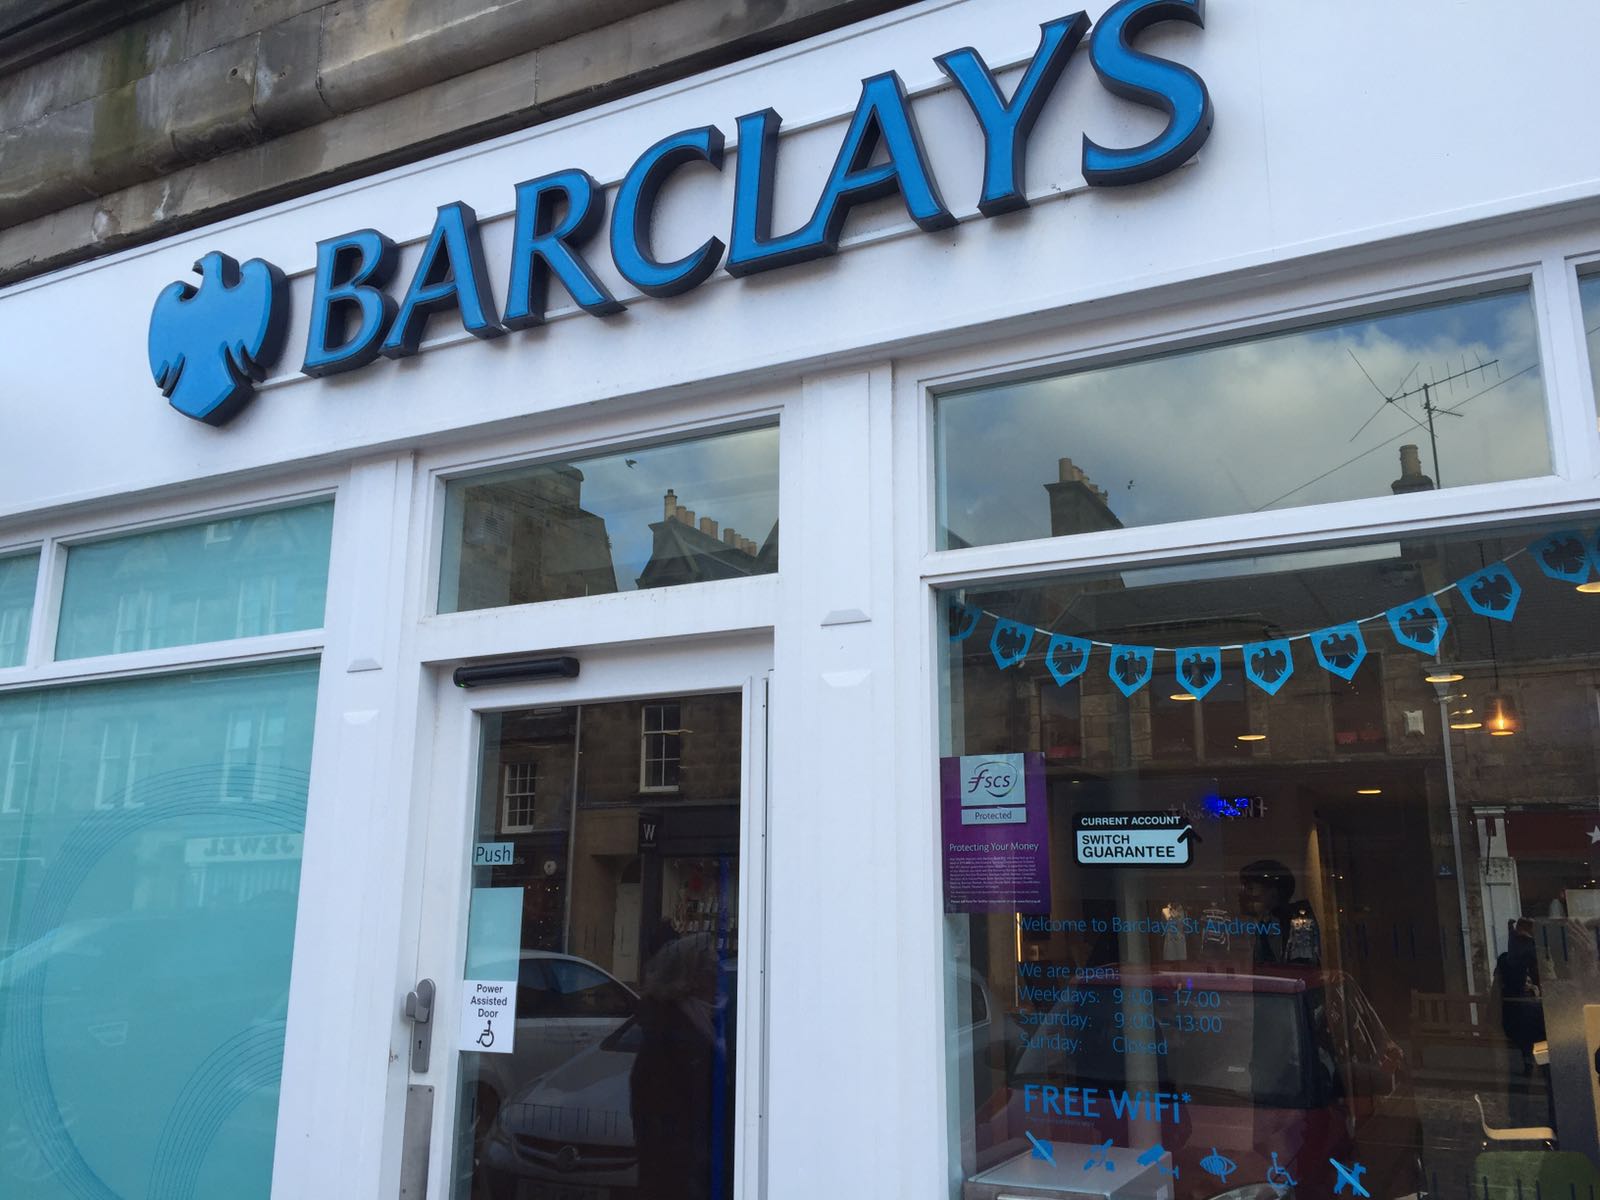 BARCLAYS
Push
Power
Assisted
Door
fscs
Protected
Protecting Your Money
CURRENT ACCOUNT
SWITCH
GUARANTEE
Welcome to Barclays St Andrews
We are open:
Weekdays: 9:00 – 17:00
Saturday: 9:00 – 13:00
Sunday: Closed
FREE WiFi*
W
JEWEL